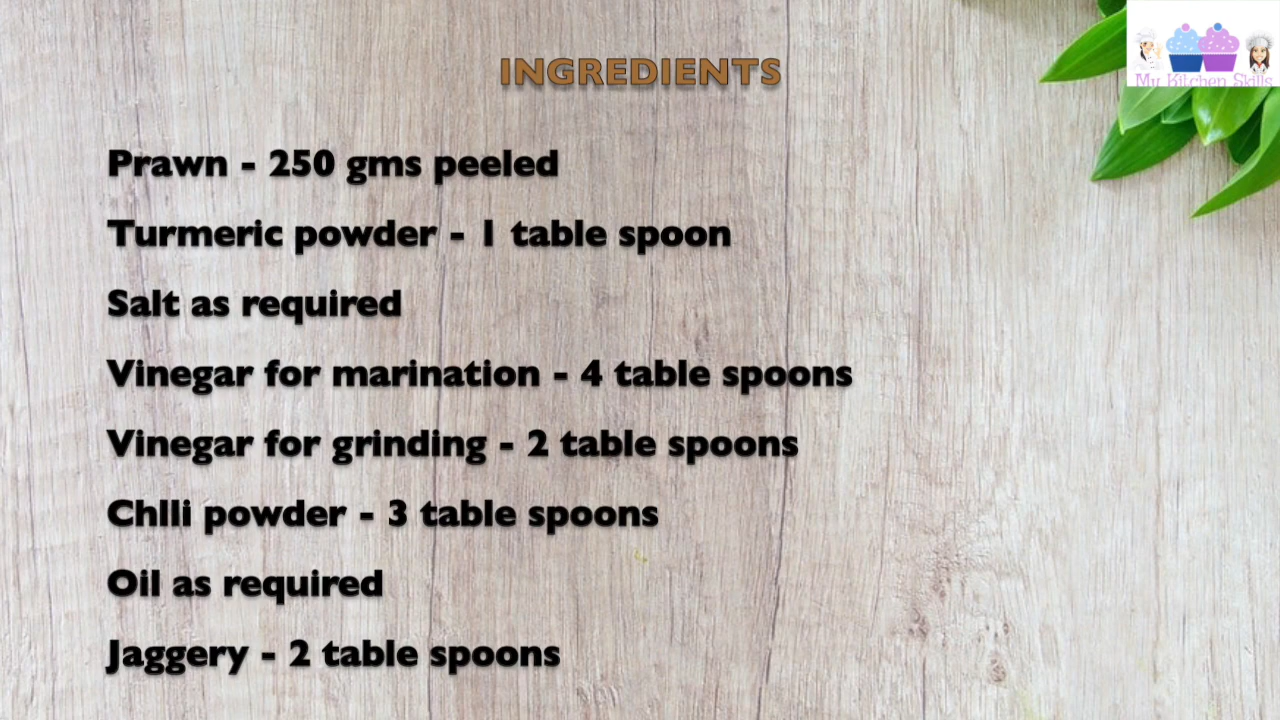 My Kitchen Skills
INGREDIENTS
Prawn - 250 gms peeled
Turmeric powder - 1 table spoon
Salt as required
Vinegar for marination - 4 table spoons
Vinegar for grinding - 2 table spoons
Chlli powder - 3 table spoons
Oil as required
Jaggery - 2 table spoons